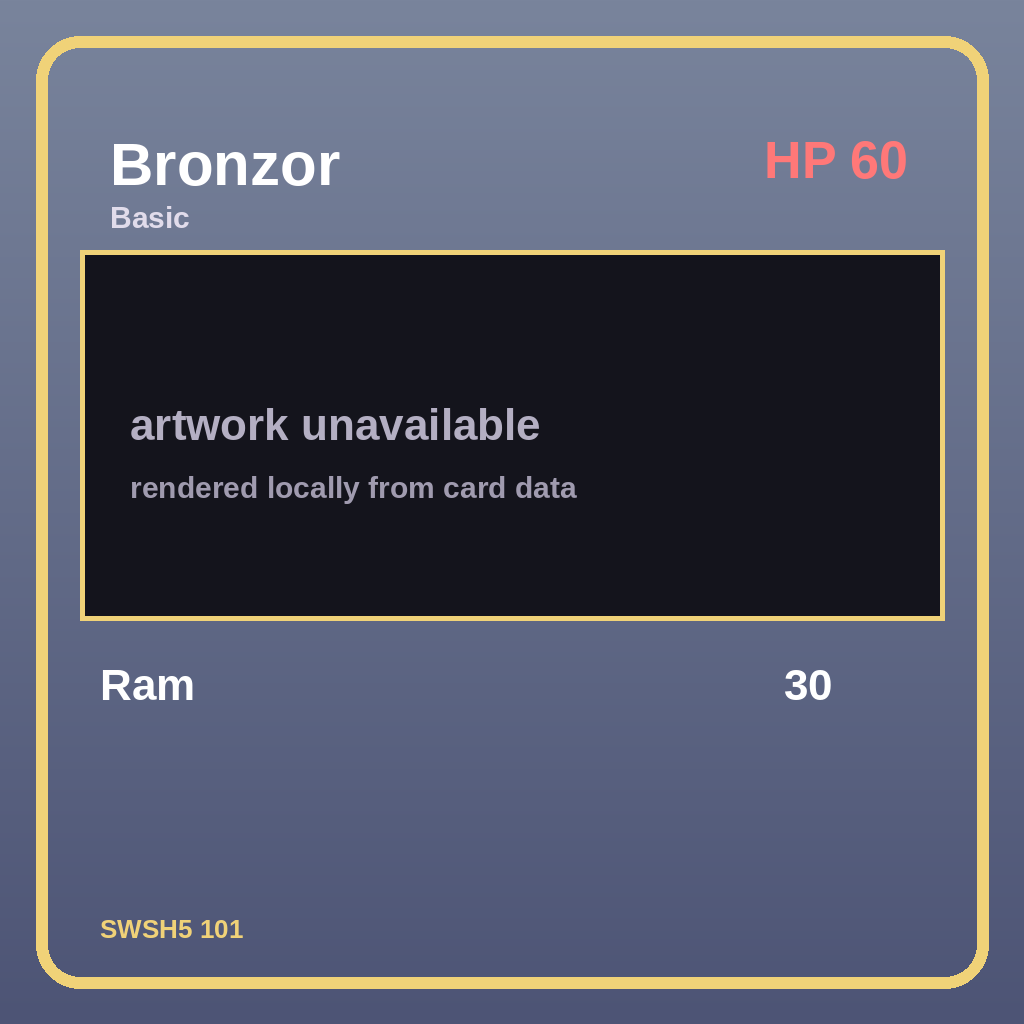 Bronzor
HP 60
Basic
artwork unavailable
rendered locally from card data
Ram
30
SWSH5 101